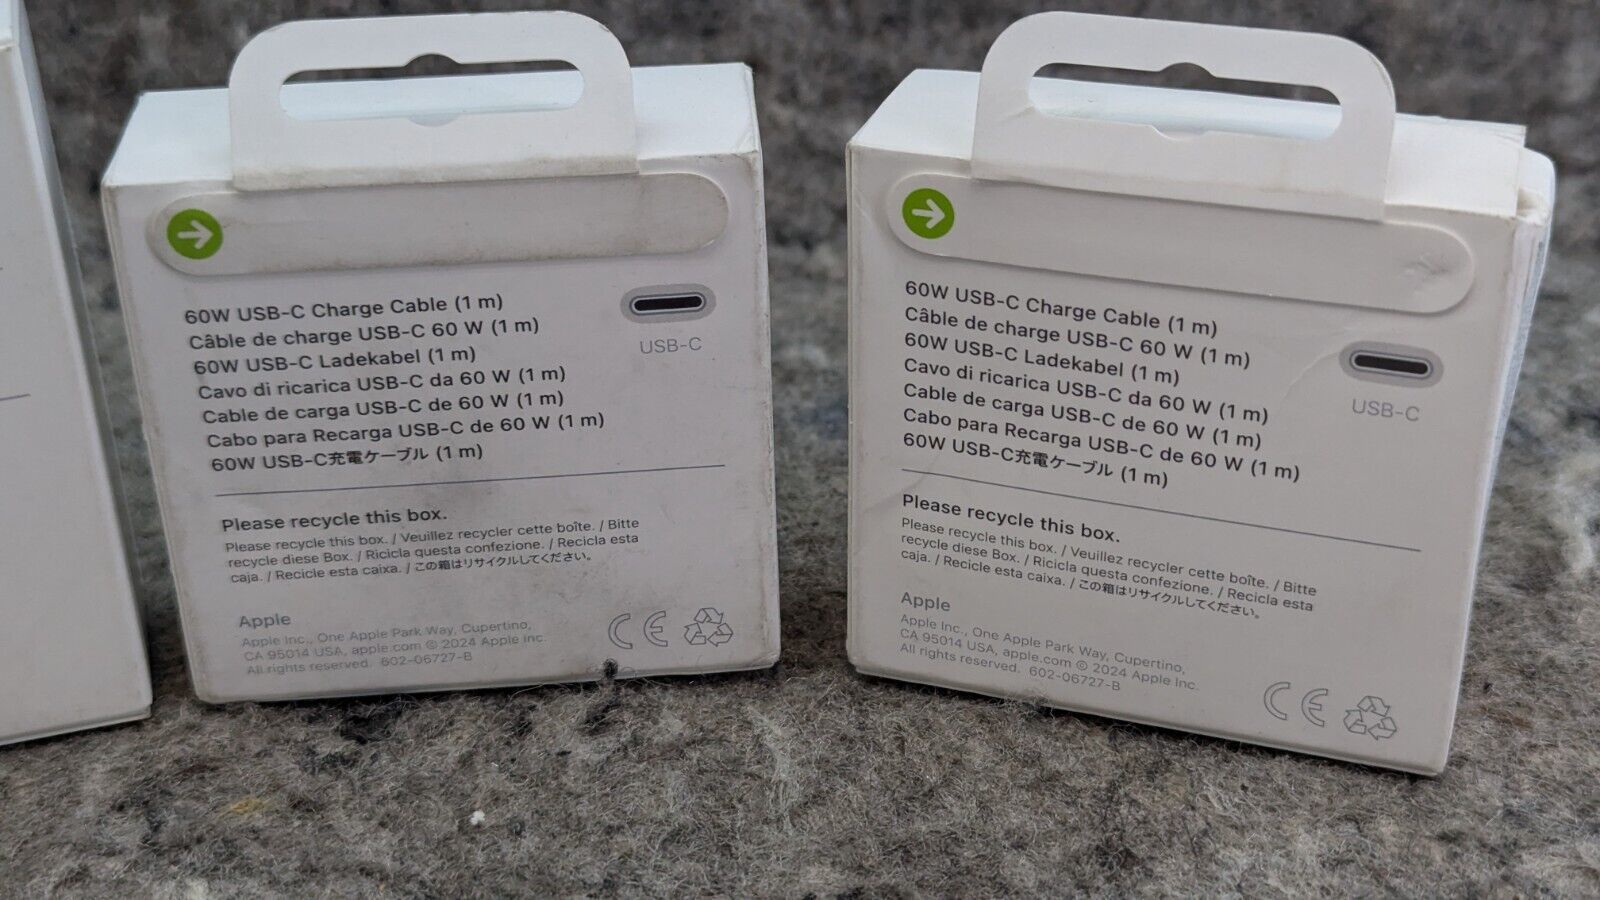 60W USB-C Charge Cable (1 m)
Câble de charge USB-C 60 W (1 m)
60W USB-C Ladekabel (1 m)
Cavo di ricarica USB-C da 60 W (1 m)
Cable de carga USB-C de 60 W (1 m)
Cabo para Recarga USB-C de 60 W (1 m)
60W USB-C充電ケーブル (1 m)
USB-C
Please recycle this box.
Please recycle this box. / Veuillez recycler cette boîte. / Bitte
recycle diese Box. / Ricicla questa confezione. / Recicla esta
caja. / Recicle esta caixa. / この箱はリサイクルしてください。
Apple
Apple Inc., One Apple Park Way, Cupertino,
CA 95014 USA, apple.com © 2024 Apple Inc.
All rights reserved. 602-06727-B
CE
60W USB-C Charge Cable (1 m)
Câble de charge USB-C 60 W (1 m)
60W USB-C Ladekabel (1 m)
Cavo di ricarica USB-C da 60 W (1 m)
Cable de carga USB-C de 60 W (1 m)
Cabo para Recarga USB-C de 60 W (1 m)
60W USB-C充電ケーブル (1 m)
USB-C
Please recycle this box.
Please recycle this box. / Veuillez recycler cette boîte. / Bitte
recycle diese Box. / Ricicla questa confezione. / Recicla esta
caja. / Recicle esta caixa. / この箱はリサイクルしてください。
Apple
Apple Inc., One Apple Park Way, Cupertino,
CA 95014 USA, apple.com © 2024 Apple Inc.
All rights reserved. 602-06727-B
CE